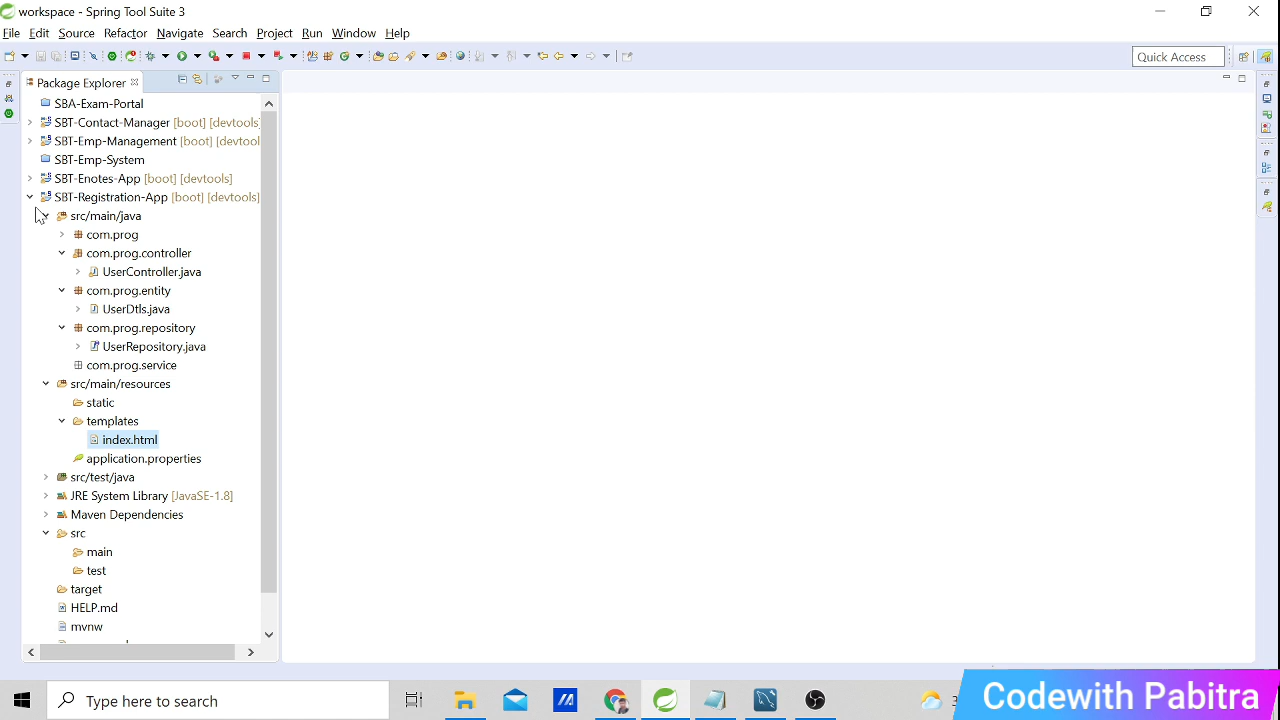 workspace - Spring Tool Suite 3
File Edit Source Refactor Navigate Search Project Run Window Help
Quick Access
Package Explorer
SBA-Exam-Portal
SBT-Contact-Manager [boot] [devtools]
SBT-Emp-Management [boot] [devtool
SBT-Emp-System
SBT-Enotes-App [boot] [devtools]
SBT-Registration-App [boot] [devtools]
src/main/java
com.prog
com.prog.controller
UserController.java
com.prog.entity
UserDtls.java
com.prog.repository
UserRepository.java
com.prog.service
src/main/resources
static
templates
index.html
application.properties
src/test/java
JRE System Library [JavaSE-1.8]
Maven Dependencies
src
main
test
target
HELP.md
mvnw
Type here to search
Codewith Pabitra